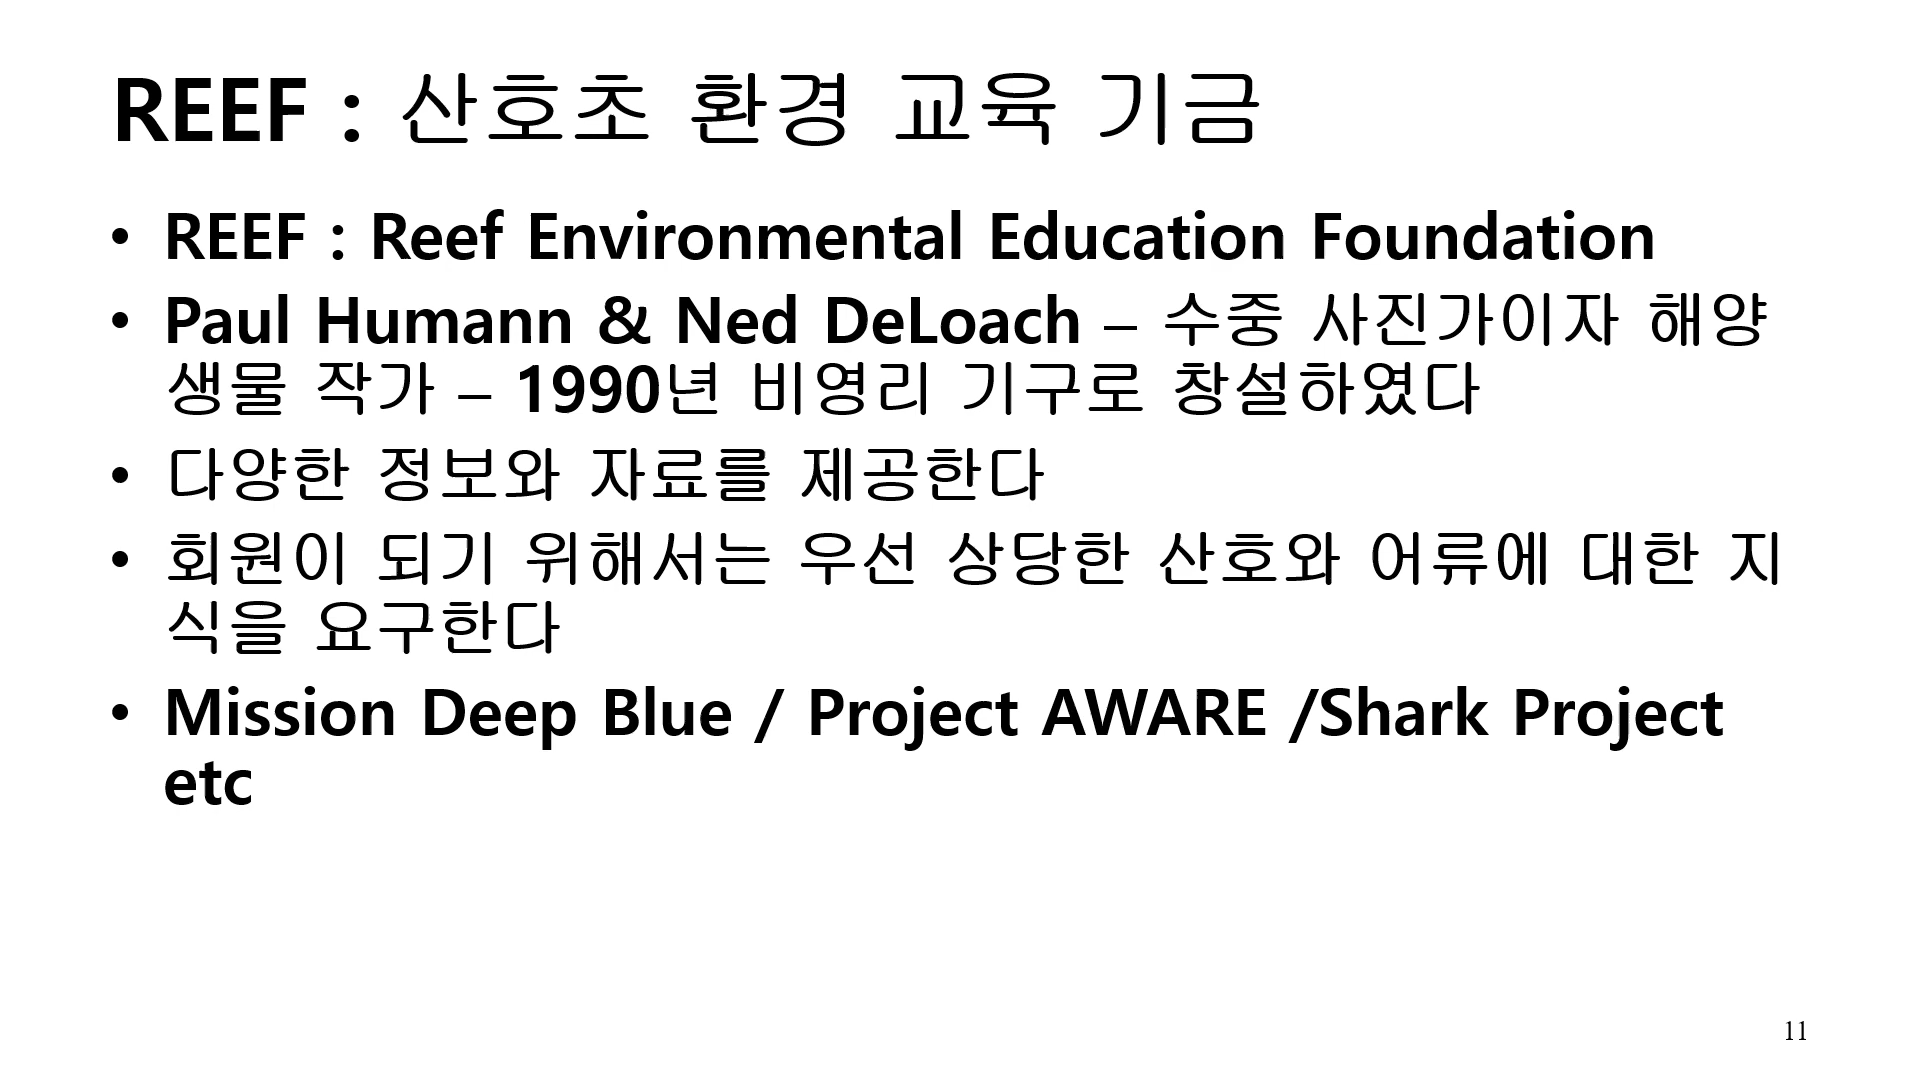 REEF : 산호초 환경 교육 기금
• REEF : Reef Environmental Education Foundation
• Paul Humann & Ned DeLoach – 수중 사진가이자 해양
생물 작가 – 1990년 비영리 기구로 창설하였다
• 다양한 정보와 자료를 제공한다
• 회원이 되기 위해서는 우선 상당한 산호와 어류에 대한 지
식을 요구한다
• Mission Deep Blue / Project AWARE /Shark Project
etc
11